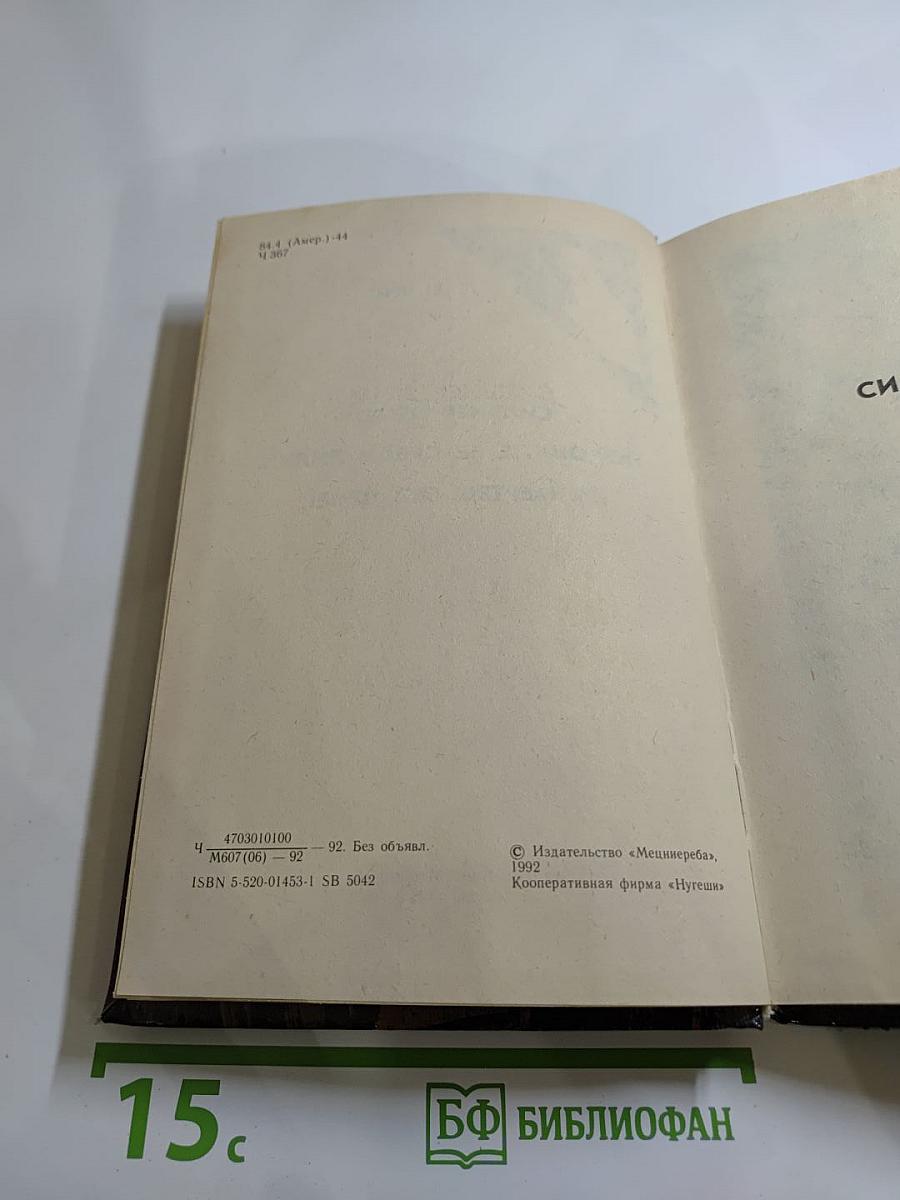 84.4 (Амер.)-44
Ч 367
СИ
4703010100
Ч — 92. Без объявл.
М607(06) — 92
ISBN 5-520-01453-1 SB 5042
© Издательство «Мецниереба»,
1992
Кооперативная фирма «Нугеши»
15 с
БФ БИБЛИОФАН